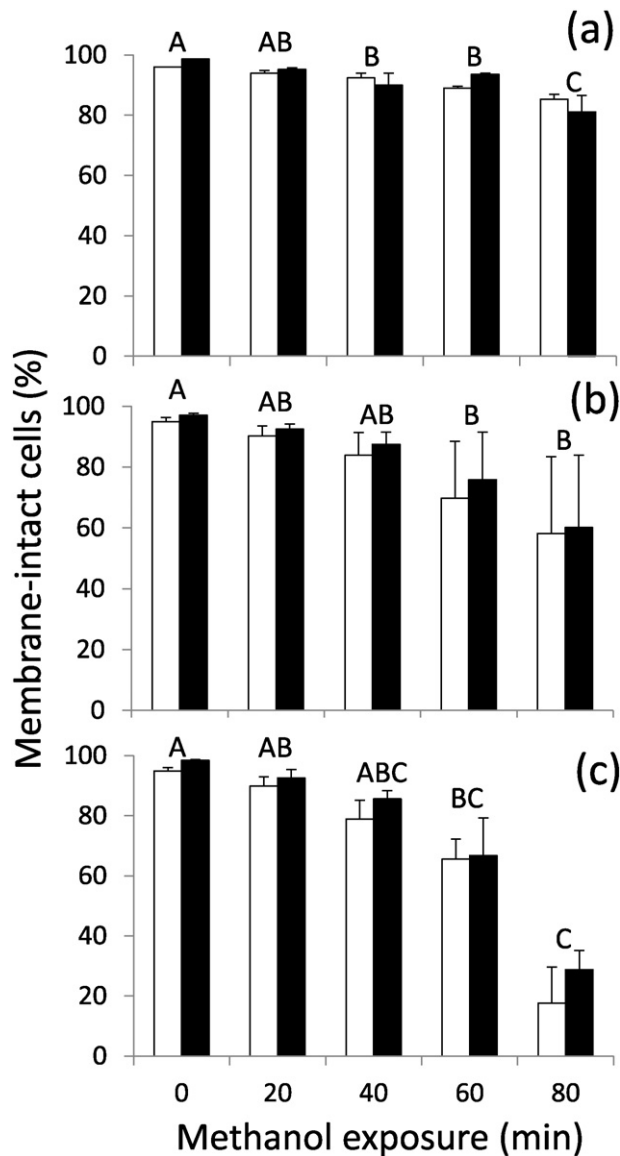 (a)
A AB B B C
100
80
60
40
20
0
(b)
A AB AB B B
100
80
60
40
20
0
(c)
A AB ABC BC C
100
80
60
40
20
0
0 20 40 60 80
Membrane-intact cells (%)
Methanol exposure (min)